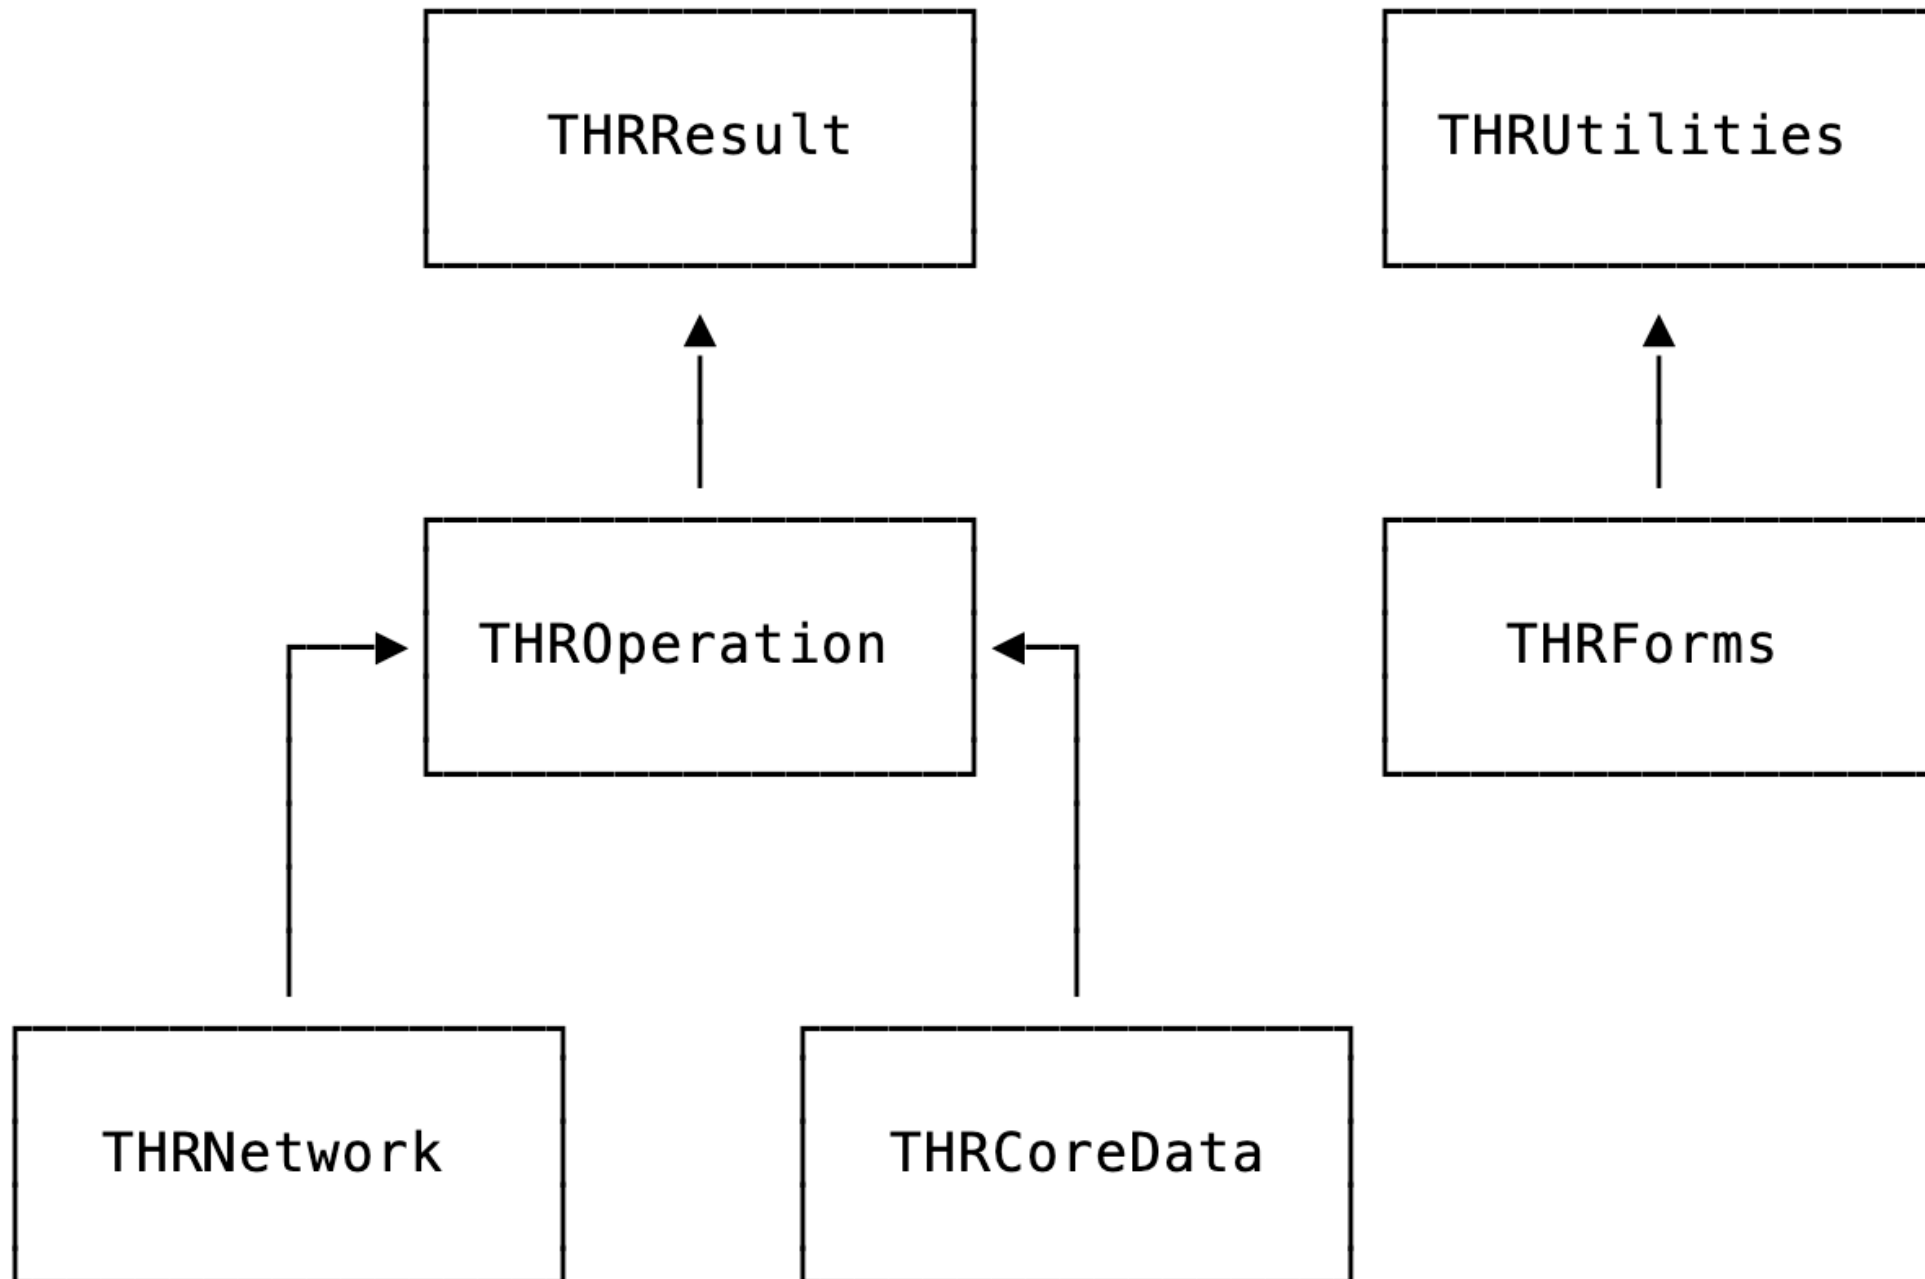 THRResult
THRUtilities
THROperation
THRForms
THRNetwork
THRCoreData